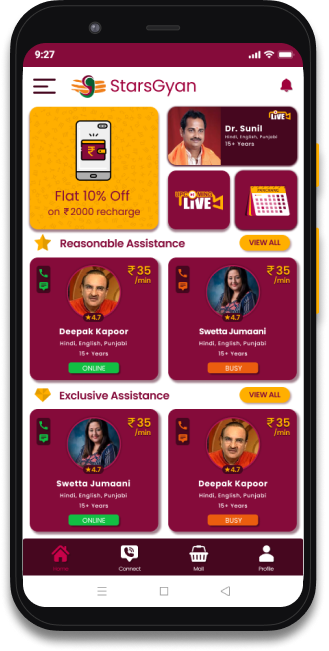 9:27
StarsGyan
Flat 10% Off
on ₹2000 recharge
Dr. Sunil
Hindi, English, Punjabi
15+ Years
LIVE
LIVE
Reasonable Assistance
VIEW ALL
₹35
/min
★4.7
Deepak Kapoor
Hindi, English, Punjabi
15+ Years
ONLINE
₹35
/min
★4.7
Swetta Jumaani
Hindi, English, Punjabi
15+ Years
BUSY
Exclusive Assistance
VIEW ALL
₹35
/min
★4.7
Swetta Jumaani
Hindi, English, Punjabi
15+ Years
ONLINE
₹35
/min
★4.7
Deepak Kapoor
Hindi, English, Punjabi
15+ Years
BUSY
Home
Connect
Mall
Profile